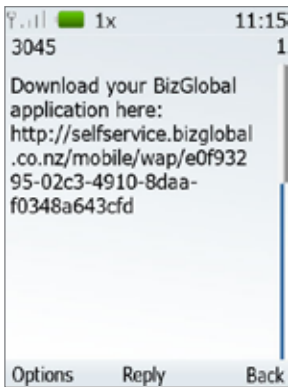 1x 11:15
3045 1
Download your BizGlobal
application here:
http://selfservice.bizglobal
.co.nz/mobile/wap/e0f932
95-02c3-4910-8daa-
f0348a643cfd
Options Reply Back